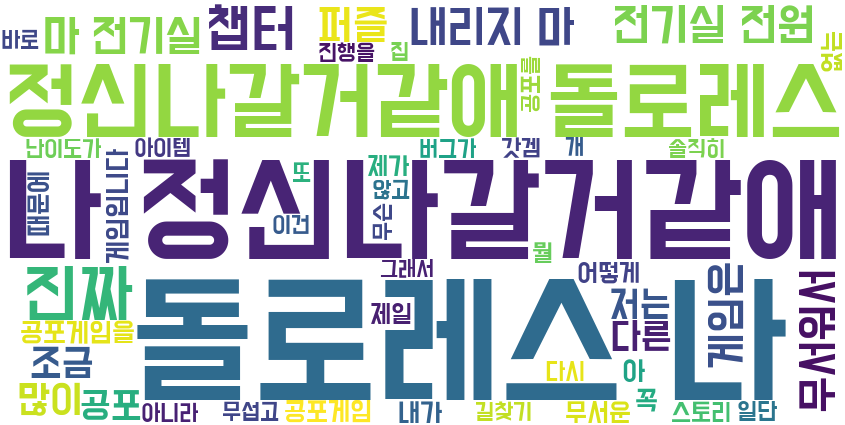 바로
마 전기실
챕터
퍼즐
내리지 마
전기실 전원
진행을
집
없는
정신나갈거같애 돌로레스
공포를
난이도가
아이템
버그가
갓겜
개
솔직히
나 정신나갈거같애
때문에
게임입니다
또
이건
제가
않고
무슨
뭘
그래서
어떻게
진짜
돌로레스 나
제일
저는
다른
게임은
무서워서
공포게임을
조금
다시
아
꼭
많이
공포
아니라
무섭고
공포게임
내가
길찾기
무서운
스토리
일단